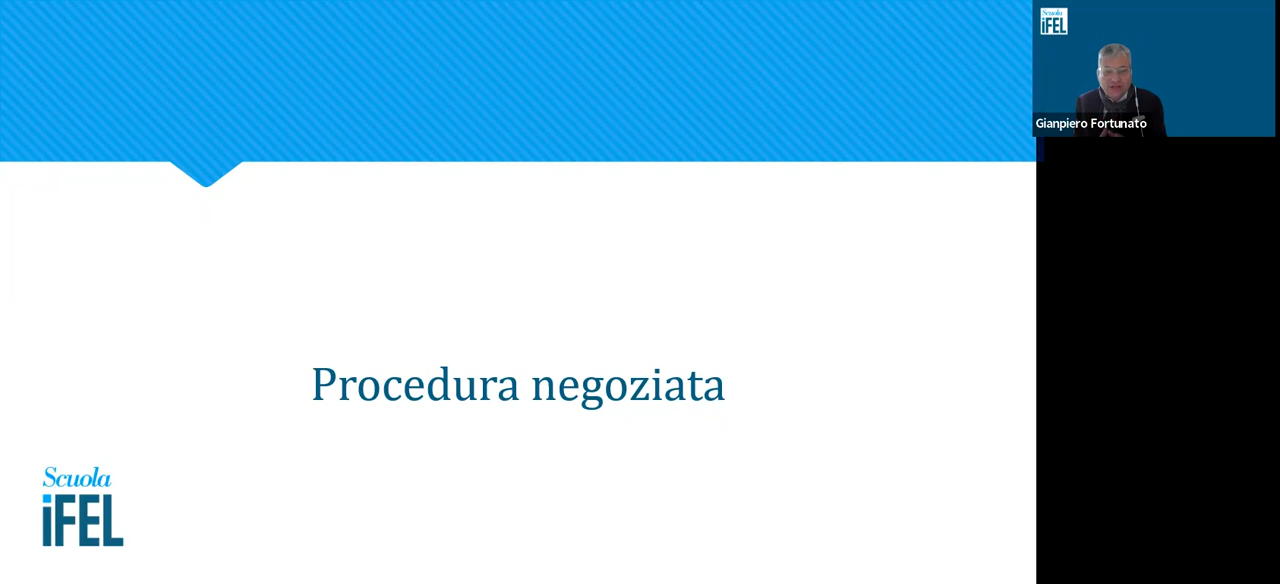 Scuola
iFEL
Gianpiero Fortunato
Procedura negoziata
Scuola
iFEL